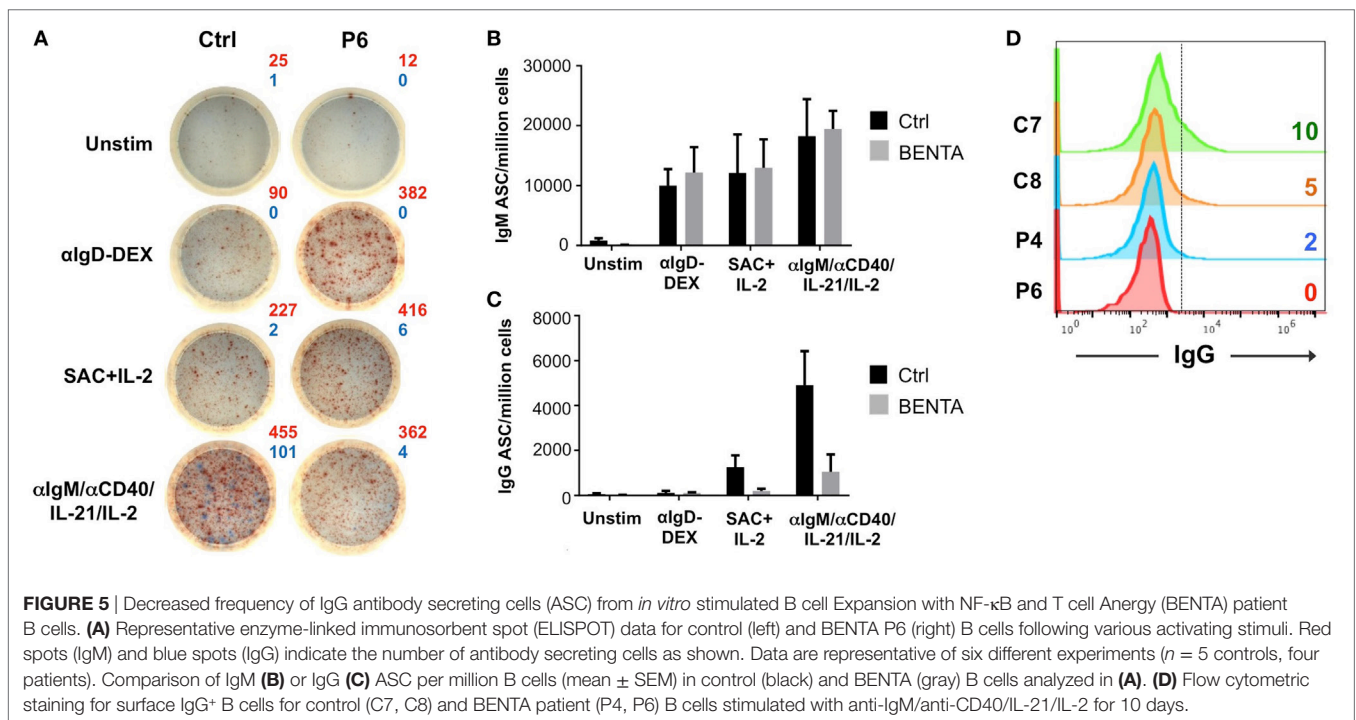 A
Ctrl
P6
25
1
12
0
Unstim
90
0
382
0
αIgD-DEX
227
2
416
6
SAC+IL-2
455
101
362
4
αIgM/αCD40/
IL-21/IL-2
B
IgM ASC/million cells
30000
20000
10000
0
Unstim
αIgD-
DEX
SAC+
IL-2
αIgM/αCD40/
IL-21/IL-2
Ctrl
BENTA
C
IgG ASC/million cells
8000
6000
4000
2000
0
Unstim
αIgD-
DEX
SAC+
IL-2
αIgM/αCD40/
IL-21/IL-2
Ctrl
BENTA
D
C7
10
C8
5
P4
2
P6
0
10^0
10^2
10^4
10^6
IgG
FIGURE 5 | Decreased frequency of IgG antibody secreting cells (ASC) from in vitro stimulated B cell Expansion with NF-κB and T cell Anergy (BENTA) patient
B cells. (A) Representative enzyme-linked immunosorbent spot (ELISPOT) data for control (left) and BENTA P6 (right) B cells following various activating stimuli. Red
spots (IgM) and blue spots (IgG) indicate the number of antibody secreting cells as shown. Data are representative of six different experiments (n = 5 controls, four
patients). Comparison of IgM (B) or IgG (C) ASC per million B cells (mean ± SEM) in control (black) and BENTA (gray) B cells analyzed in (A). (D) Flow cytometric
staining for surface IgG⁺ B cells for control (C7, C8) and BENTA patient (P4, P6) B cells stimulated with anti-IgM/anti-CD40/IL-21/IL-2 for 10 days.